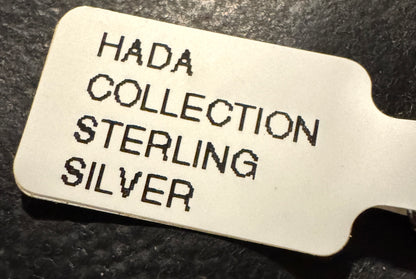 HADA
COLLECTION
STERLING
SILVER